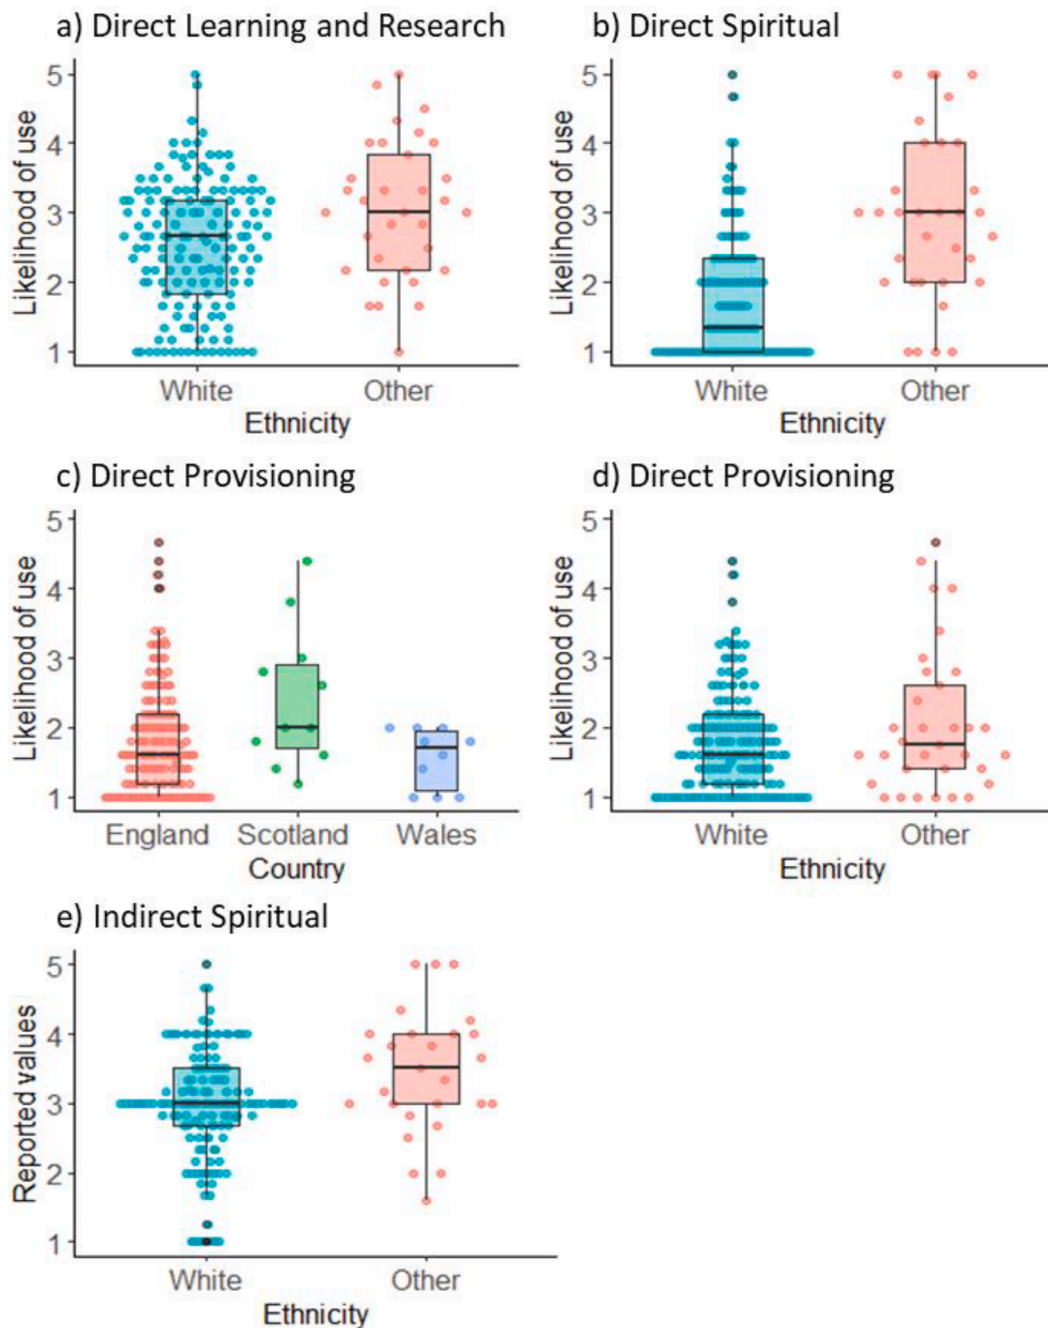 a) Direct Learning and Research
Likelihood of use
5
4
3
2
1
White Other
Ethnicity
b) Direct Spiritual
Likelihood of use
5
4
3
2
1
White Other
Ethnicity
c) Direct Provisioning
Likelihood of use
5
4
3
2
1
England Scotland Wales
Country
d) Direct Provisioning
Likelihood of use
5
4
3
2
1
White Other
Ethnicity
e) Indirect Spiritual
Reported values
5
4
3
2
1
White Other
Ethnicity